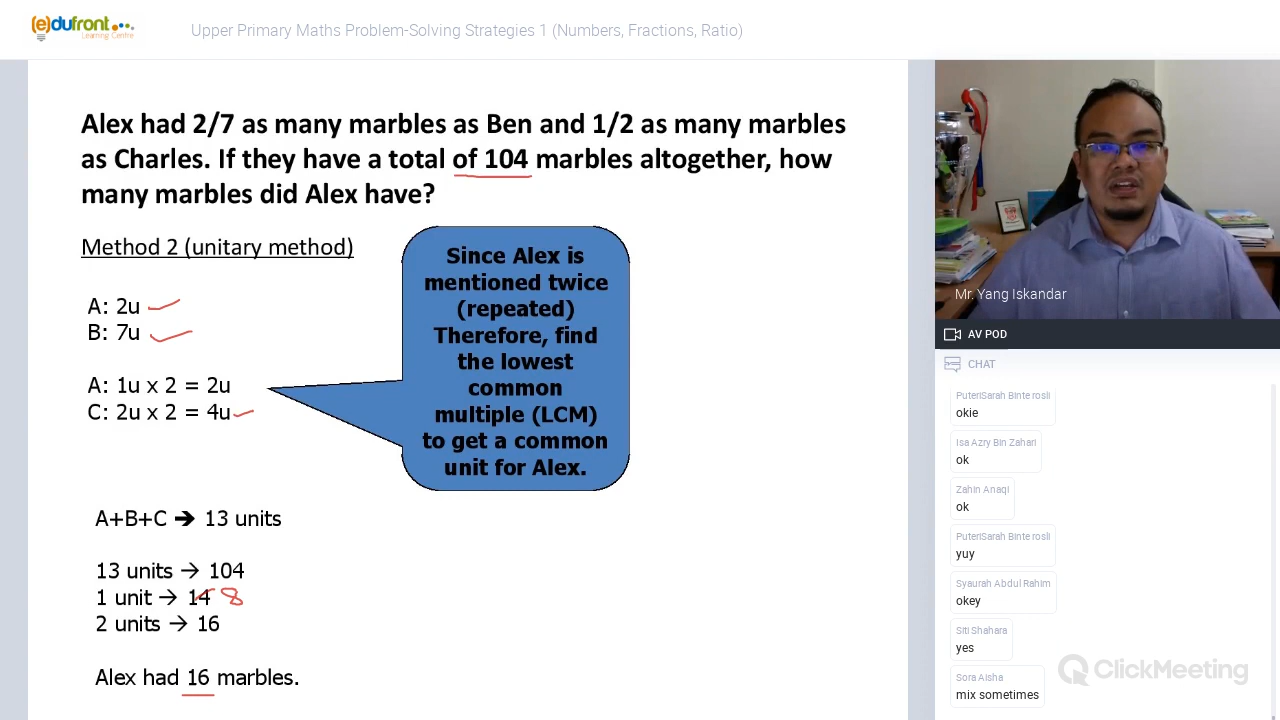 (e)dufront
Learning Centre
Upper Primary Maths Problem-Solving Strategies 1 (Numbers, Fractions, Ratio)
Alex had 2/7 as many marbles as Ben and 1/2 as many marbles
as Charles. If they have a total of 104 marbles altogether, how
many marbles did Alex have?
Method 2 (unitary method)
A: 2u
B: 7u
A: 1u x 2 = 2u
C: 2u x 2 = 4u
Since Alex is
mentioned twice
(repeated)
Therefore, find
the lowest
common
multiple (LCM)
to get a common
unit for Alex.
A+B+C ➔ 13 units
13 units → 104
1 unit → 14 8
2 units → 16
Alex had 16 marbles.
Mr. Yang Iskandar
AV POD
CHAT
PuteriSarah Binte rosli
okie
Isa Azry Bin Zahari
ok
Zahin Anaqi
ok
PuteriSarah Binte rosli
yuy
Syaurah Abdul Rahim
okey
Siti Shahara
yes
Sora Aisha
mix sometimes
ClickMeeting